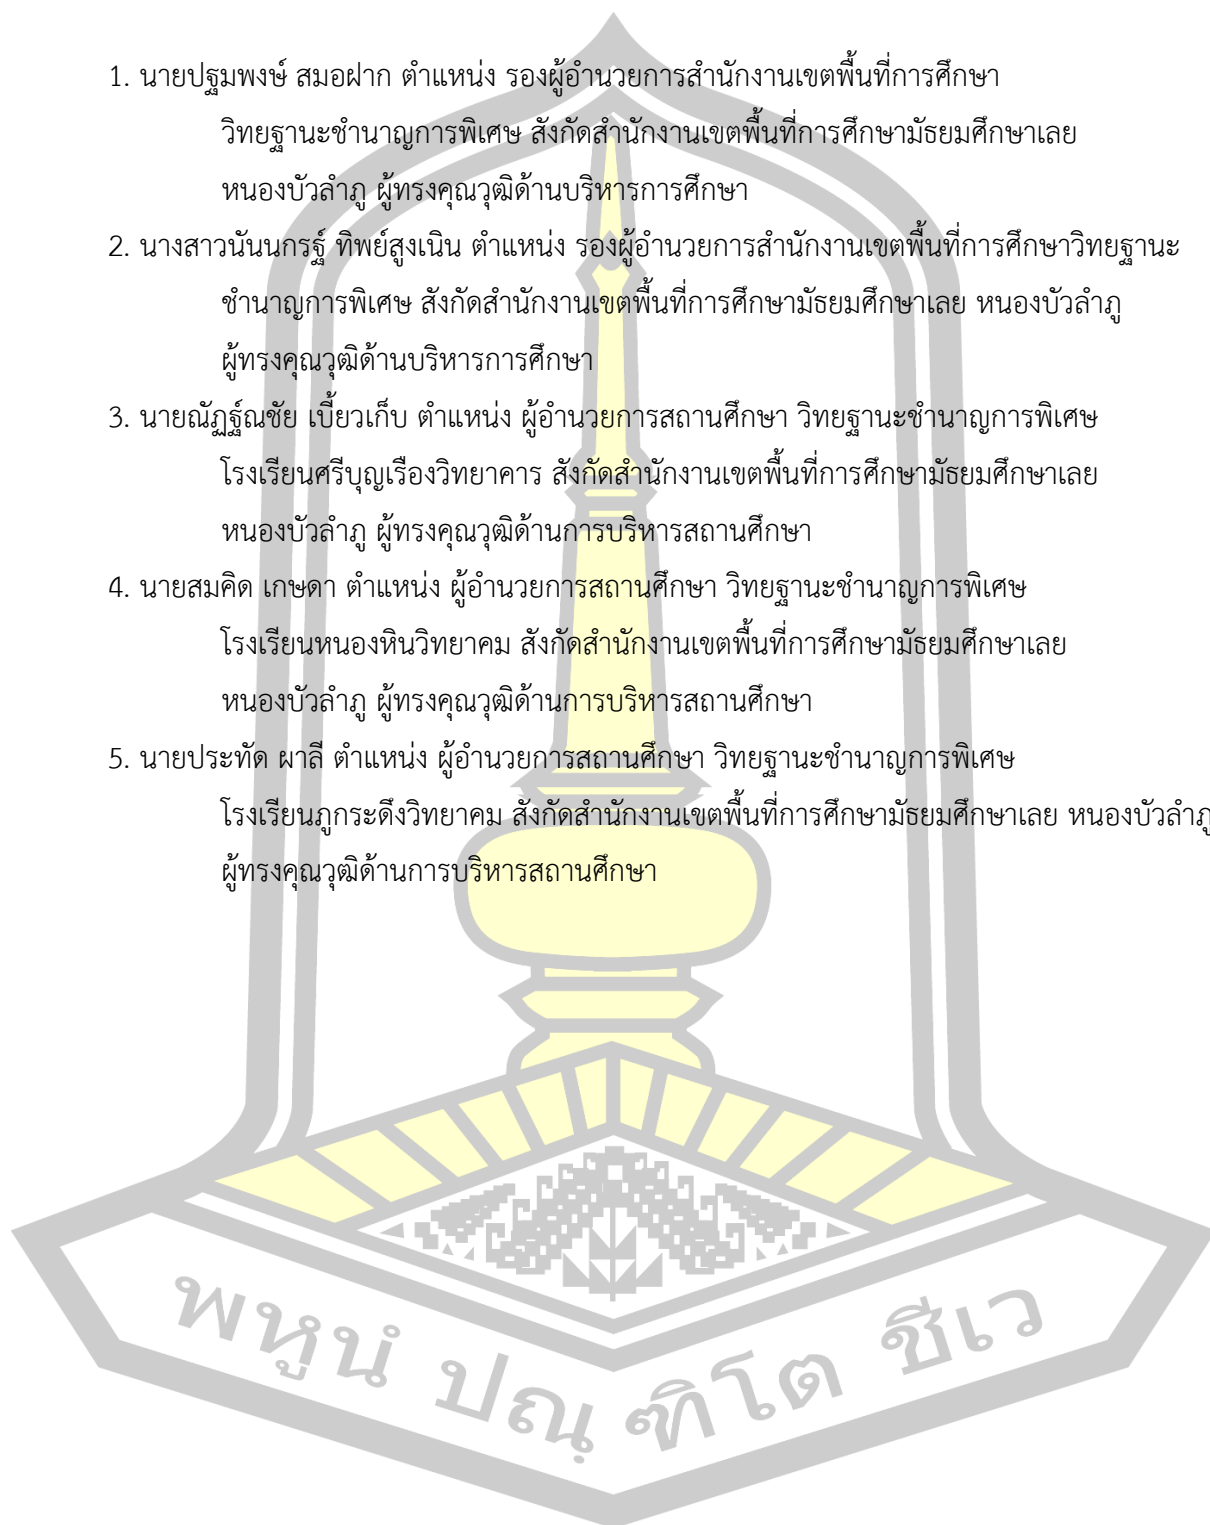 1. นายปฐมพงษ์ สมอฝาก ตำแหน่ง รองผู้อำนวยการสำนักงานเขตพื้นที่การศึกษา
วิทยฐานะชำนาญการพิเศษ สังกัดสำนักงานเขตพื้นที่การศึกษามัธยมศึกษาเลย
หนองบัวลำภู ผู้ทรงคุณวุฒิด้านบริหารการศึกษา
2. นางสาวนันนกรฐ์ ทิพย์สูงเนิน ตำแหน่ง รองผู้อำนวยการสำนักงานเขตพื้นที่การศึกษาวิทยฐานะ
ชำนาญการพิเศษ สังกัดสำนักงานเขตพื้นที่การศึกษามัธยมศึกษาเลย หนองบัวลำภู
ผู้ทรงคุณวุฒิด้านบริหารการศึกษา
3. นายณัฏฐ์ณชัย เบี้ยวเก็บ ตำแหน่ง ผู้อำนวยการสถานศึกษา วิทยฐานะชำนาญการพิเศษ
โรงเรียนศรีบุญเรืองวิทยาคาร สังกัดสำนักงานเขตพื้นที่การศึกษามัธยมศึกษาเลย
หนองบัวลำภู ผู้ทรงคุณวุฒิด้านการบริหารสถานศึกษา
4. นายสมคิด เกษดา ตำแหน่ง ผู้อำนวยการสถานศึกษา วิทยฐานะชำนาญการพิเศษ
โรงเรียนหนองหินวิทยาคม สังกัดสำนักงานเขตพื้นที่การศึกษามัธยมศึกษาเลย
หนองบัวลำภู ผู้ทรงคุณวุฒิด้านการบริหารสถานศึกษา
5. นายประทัด ผาลี ตำแหน่ง ผู้อำนวยการสถานศึกษา วิทยฐานะชำนาญการพิเศษ
โรงเรียนภูกระดึงวิทยาคม สังกัดสำนักงานเขตพื้นที่การศึกษามัธยมศึกษาเลย หนองบัวลำภู
ผู้ทรงคุณวุฒิด้านการบริหารสถานศึกษา
พหูนํ ปณฺ ฑิโต ชีเว